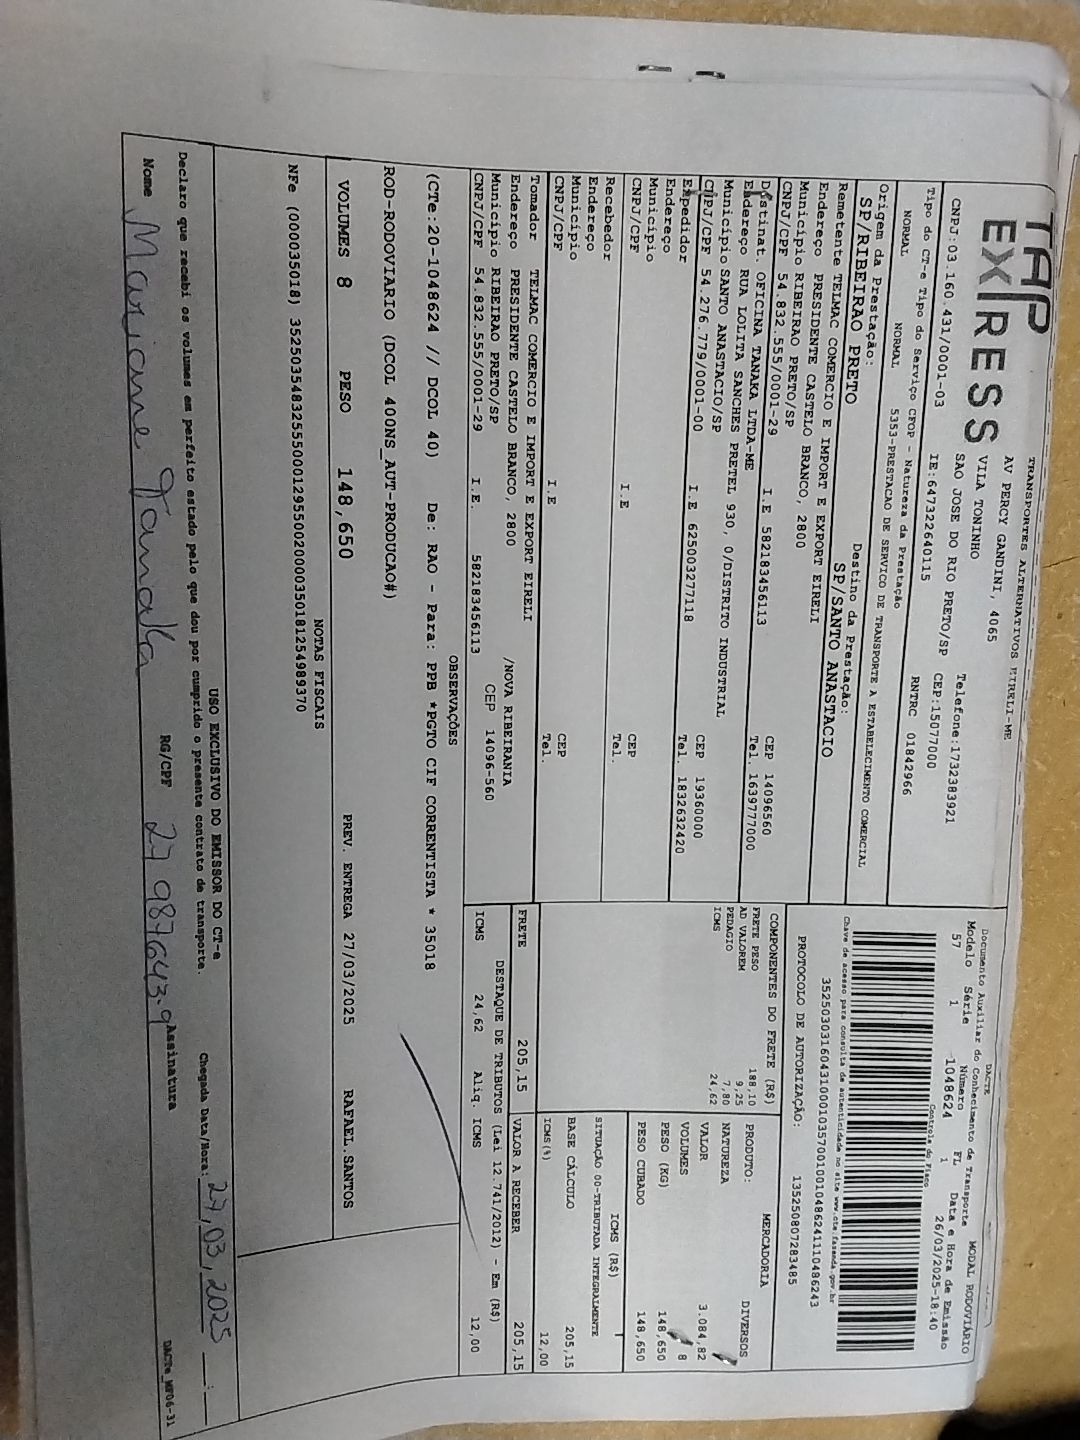 TAP EXPRESS
TRANSPORTES ALTERNATIVOS EIRELI-ME
AV PERCY GANDINI, 4065
VILA TONINHO
SAO JOSE DO RIO PRETO/SP Telefone:1732383921
CNPJ:03.160.431/0001-03 IE:647322640115 CEP:15077000
Tipo do CT-e Tipo do Serviço CFOP - Natureza da Prestação RNTRC 01842966
NORMAL NORMAL 5353-PRESTACAO DE SERVICO DE TRANSPORTE A ESTABELECIMENTO COMERCIAL
Origem da Prestação: Destino da Prestação:
SP/RIBEIRAO PRETO SP/SANTO ANASTACIO
Remetente TELMAC COMERCIO E IMPORT E EXPORT EIRELI
Endereço PRESIDENTE CASTELO BRANCO, 2800
Município RIBEIRAO PRETO/SP CEP 14096560
CNPJ/CPF 54.832.555/0001-29 I.E 582183456113 Tel. 1639777000
Destinat. OFICINA TANAKA LTDA-ME
Endereço RUA LOLITA SANCHES PRETEL 930, 0/DISTRITO INDUSTRIAL
Município SANTO ANASTACIO/SP CEP 19360000
CNPJ/CPF 54.276.779/0001-00 I.E 625003277118 Tel. 1832632420
Expedidor
Endereço
Município CEP
CNPJ/CPF I.E Tel.
Recebedor
Endereço
Município CEP
CNPJ/CPF I.E Tel.
Tomador TELMAC COMERCIO E IMPORT E EXPORT EIRELI
Endereço PRESIDENTE CASTELO BRANCO, 2800 /NOVA RIBEIRANIA
Município RIBEIRAO PRETO/SP CEP 14096-560
CNPJ/CPF 54.832.555/0001-29 I.E. 582183456113
DACTE MODAL RODOVIÁRIO
Documento Auxiliar do Conhecimento de Transporte
Modelo Série Número FL Data e Hora de Emissão
57 1 1048624 1 26/03/2025-18:40
Controle do Fisco
Chave de acesso para consulta de autenticidade no site www.cte.fazenda.gov.br
35250303160431000103570010010486241110486243
PROTOCOLO DE AUTORIZAÇÃO: 135250807283485
COMPONENTES DO FRETE (R$)
FRETE PESO 188,10
AD VALOREM 9,25
PEDAGIO 7,80
ICMS 24,62
MERCADORIA
PRODUTO: DIVERSOS
NATUREZA
VALOR 3.084,82
VOLUMES 8
PESO (KG) 148,650
PESO CUBADO 148,650
ICMS (R$)
SITUAÇÃO 00-TRIBUTADA INTEGRALMENTE
BASE CÁLCULO 205,15
ICMS(%) 12,00
FRETE 205,15 VALOR A RECEBER 205,15
DESTAQUE DE TRIBUTOS (Lei 12.741/2012) - Em (R$)
ICMS 24,62 Aliq. ICMS 12,00
OBSERVAÇÕES
(CTe:20-1048624 // DCOL 40) De: RAO - Para: PPB *PGTO CIF CORRENTISTA * 35018
ROD-RODOVIARIO (DCOL 400NS_AUT-PRODUCAO#)
VOLUMES 8 PESO 148,650 PREV. ENTREGA 27/03/2025 RAFAEL.SANTOS
NOTAS FISCAIS
NFe (000035018) 35250354832555000129550020000350181254989370
USO EXCLUSIVO DO EMISSOR DO CT-e
Declaro que recebi os volumes em perfeito estado pelo que dou por cumprido o presente contrato de transporte. Chegada Data/Hora: 27,03,2025 __:__
Nome Mariane Tanaka RG/CPF 27987643-9 Assinatura
DACTe_MF06-31